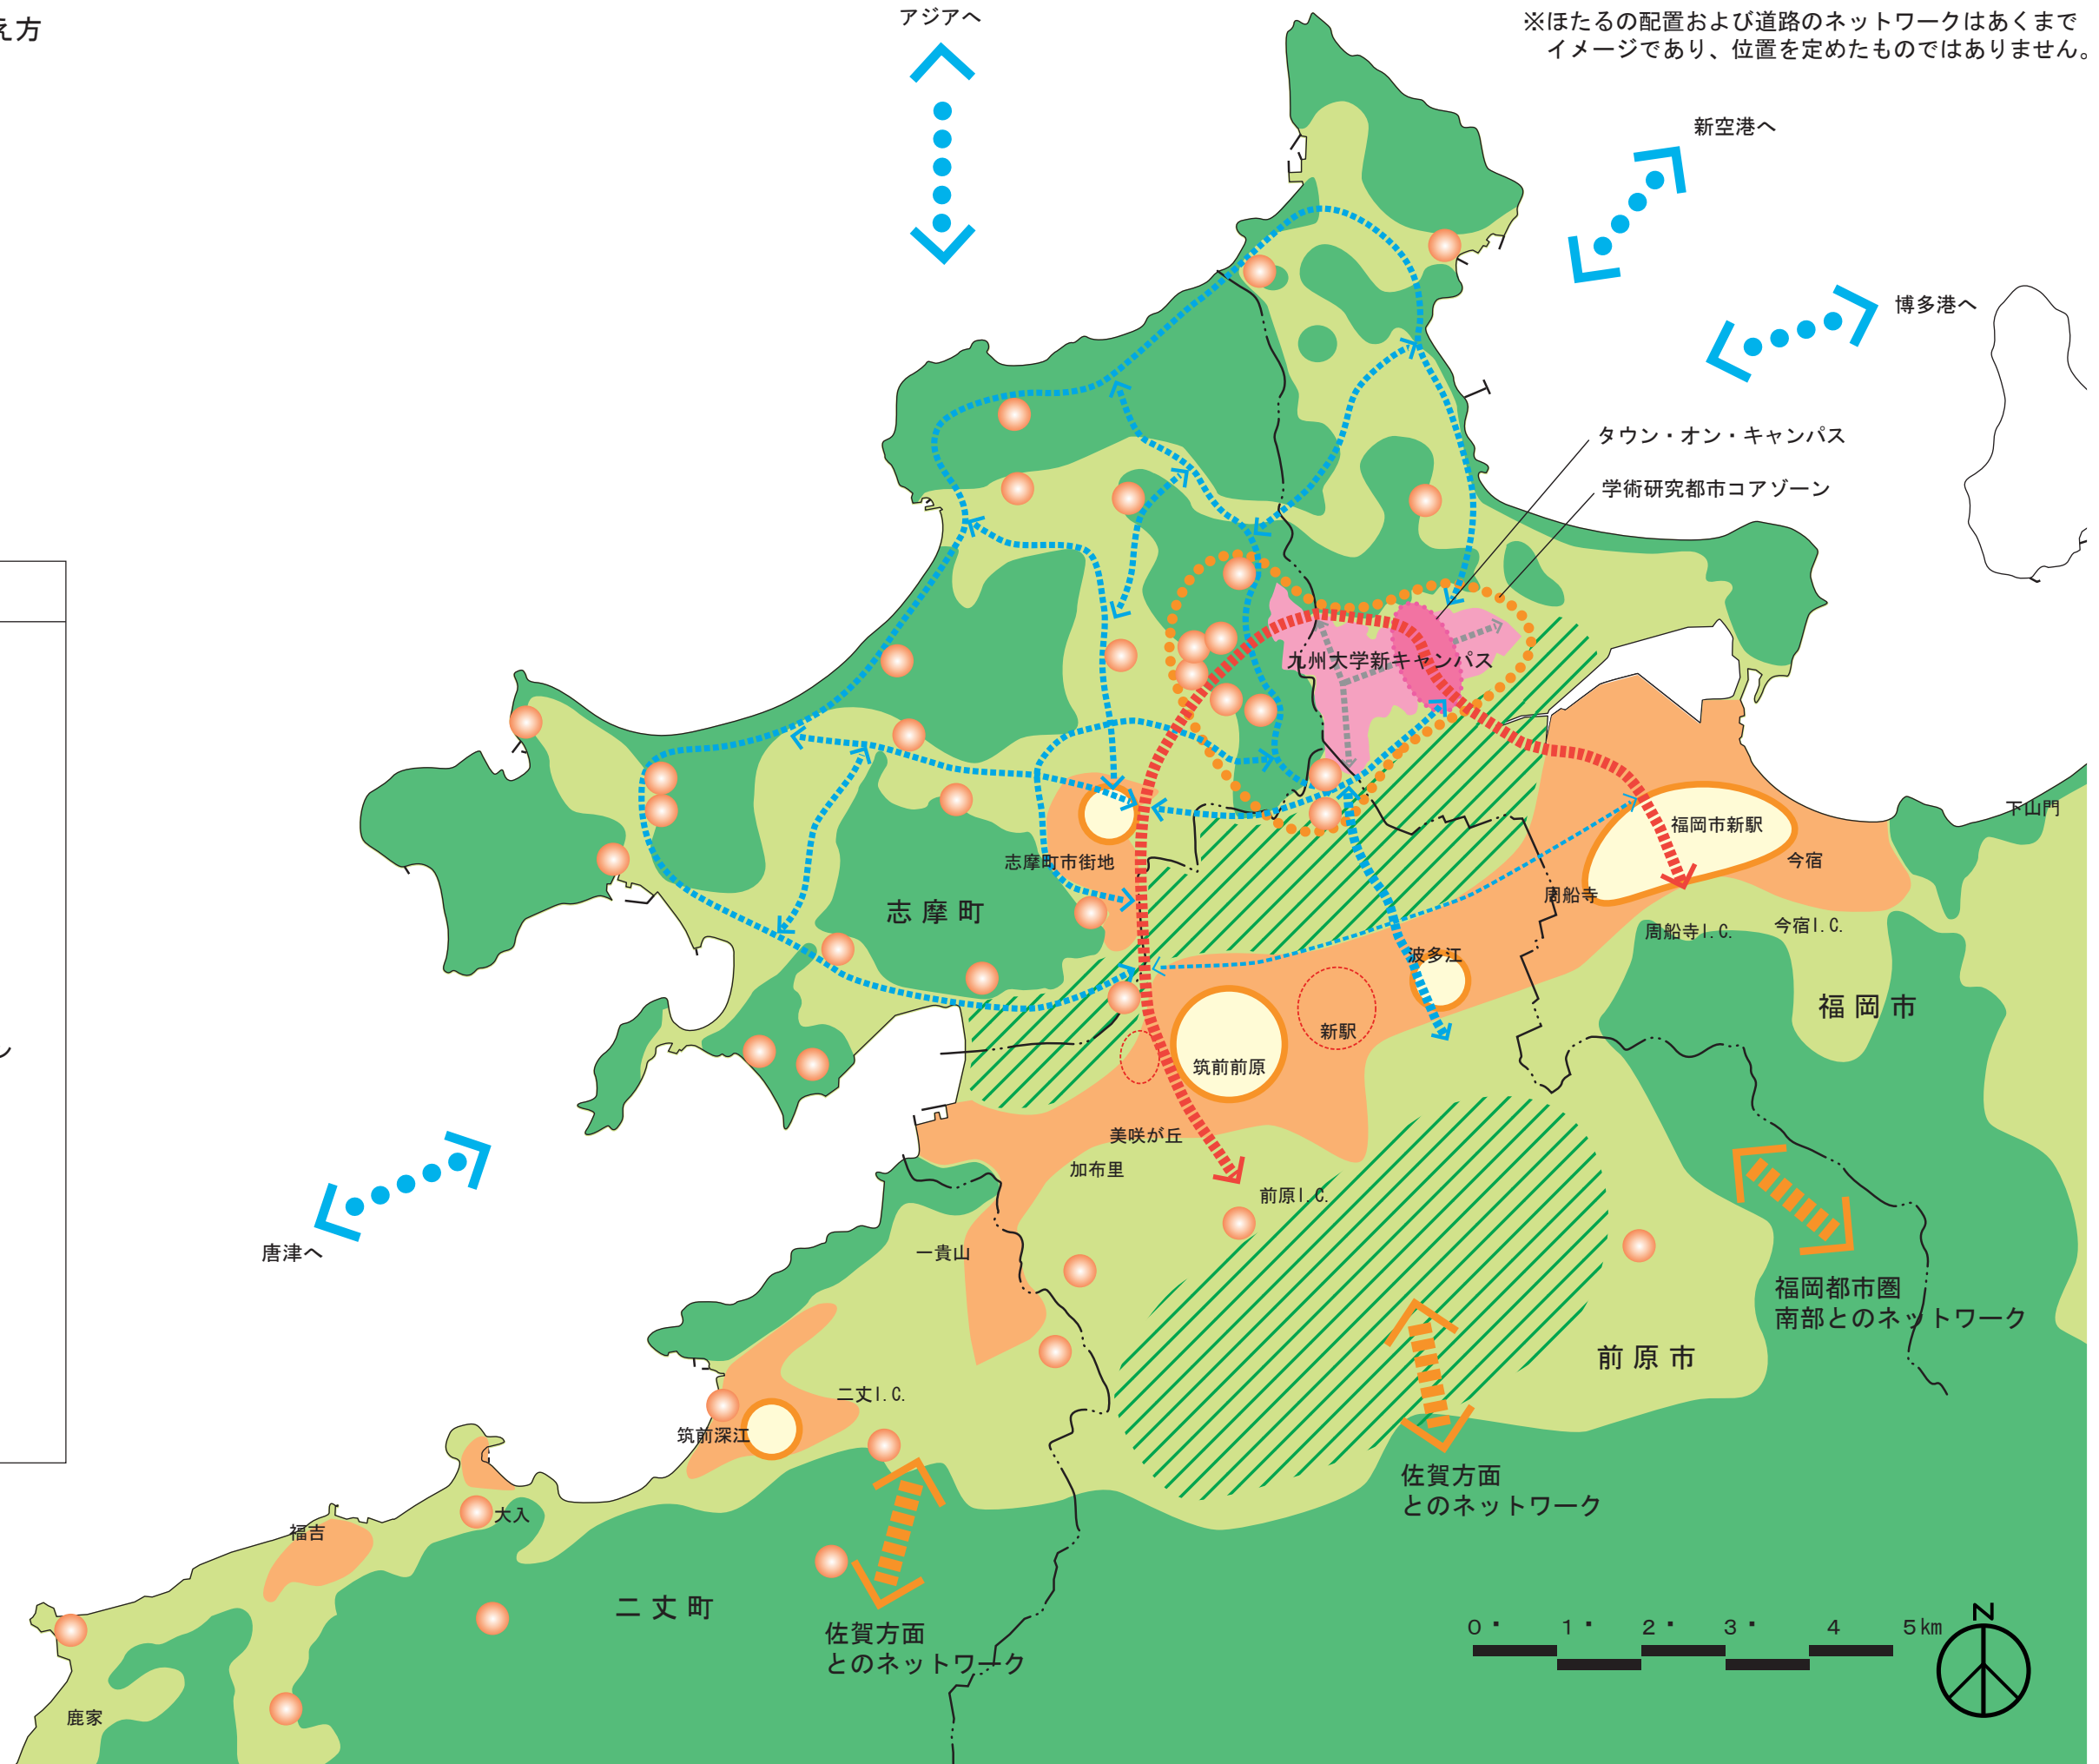 え方
アジアへ
※ほたるの配置および道路のネットワークはあくまで
イメージであり、位置を定めたものではありません。
新空港へ
博多港へ
タウン・オン・キャンパス
学術研究都市コアゾーン
九州大学新キャンパス
下山門
福岡市新駅
今宿
志摩町市街地
周船寺
志摩町
今宿I.C.
周船寺I.C.
波多江
福岡市
新駅
ン
筑前前原
美咲が丘
加布里
前原I.C.
唐津へ
一貴山
福岡都市圏
南部とのネットワーク
前原市
二丈I.C.
筑前深江
佐賀方面
とのネットワーク
大入
福吉
二丈町
佐賀方面
とのネットワーク
0 1 2 3 4 5km
N
鹿家